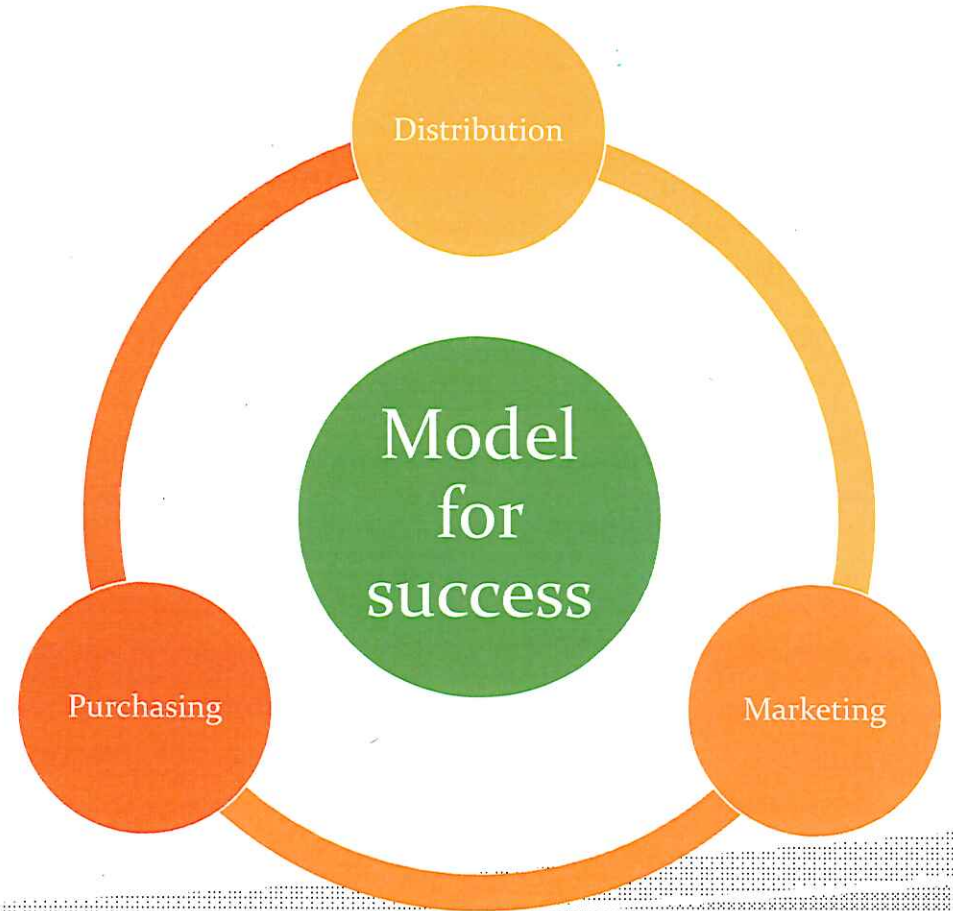 Distribution
Model
for
success
Purchasing
Marketing